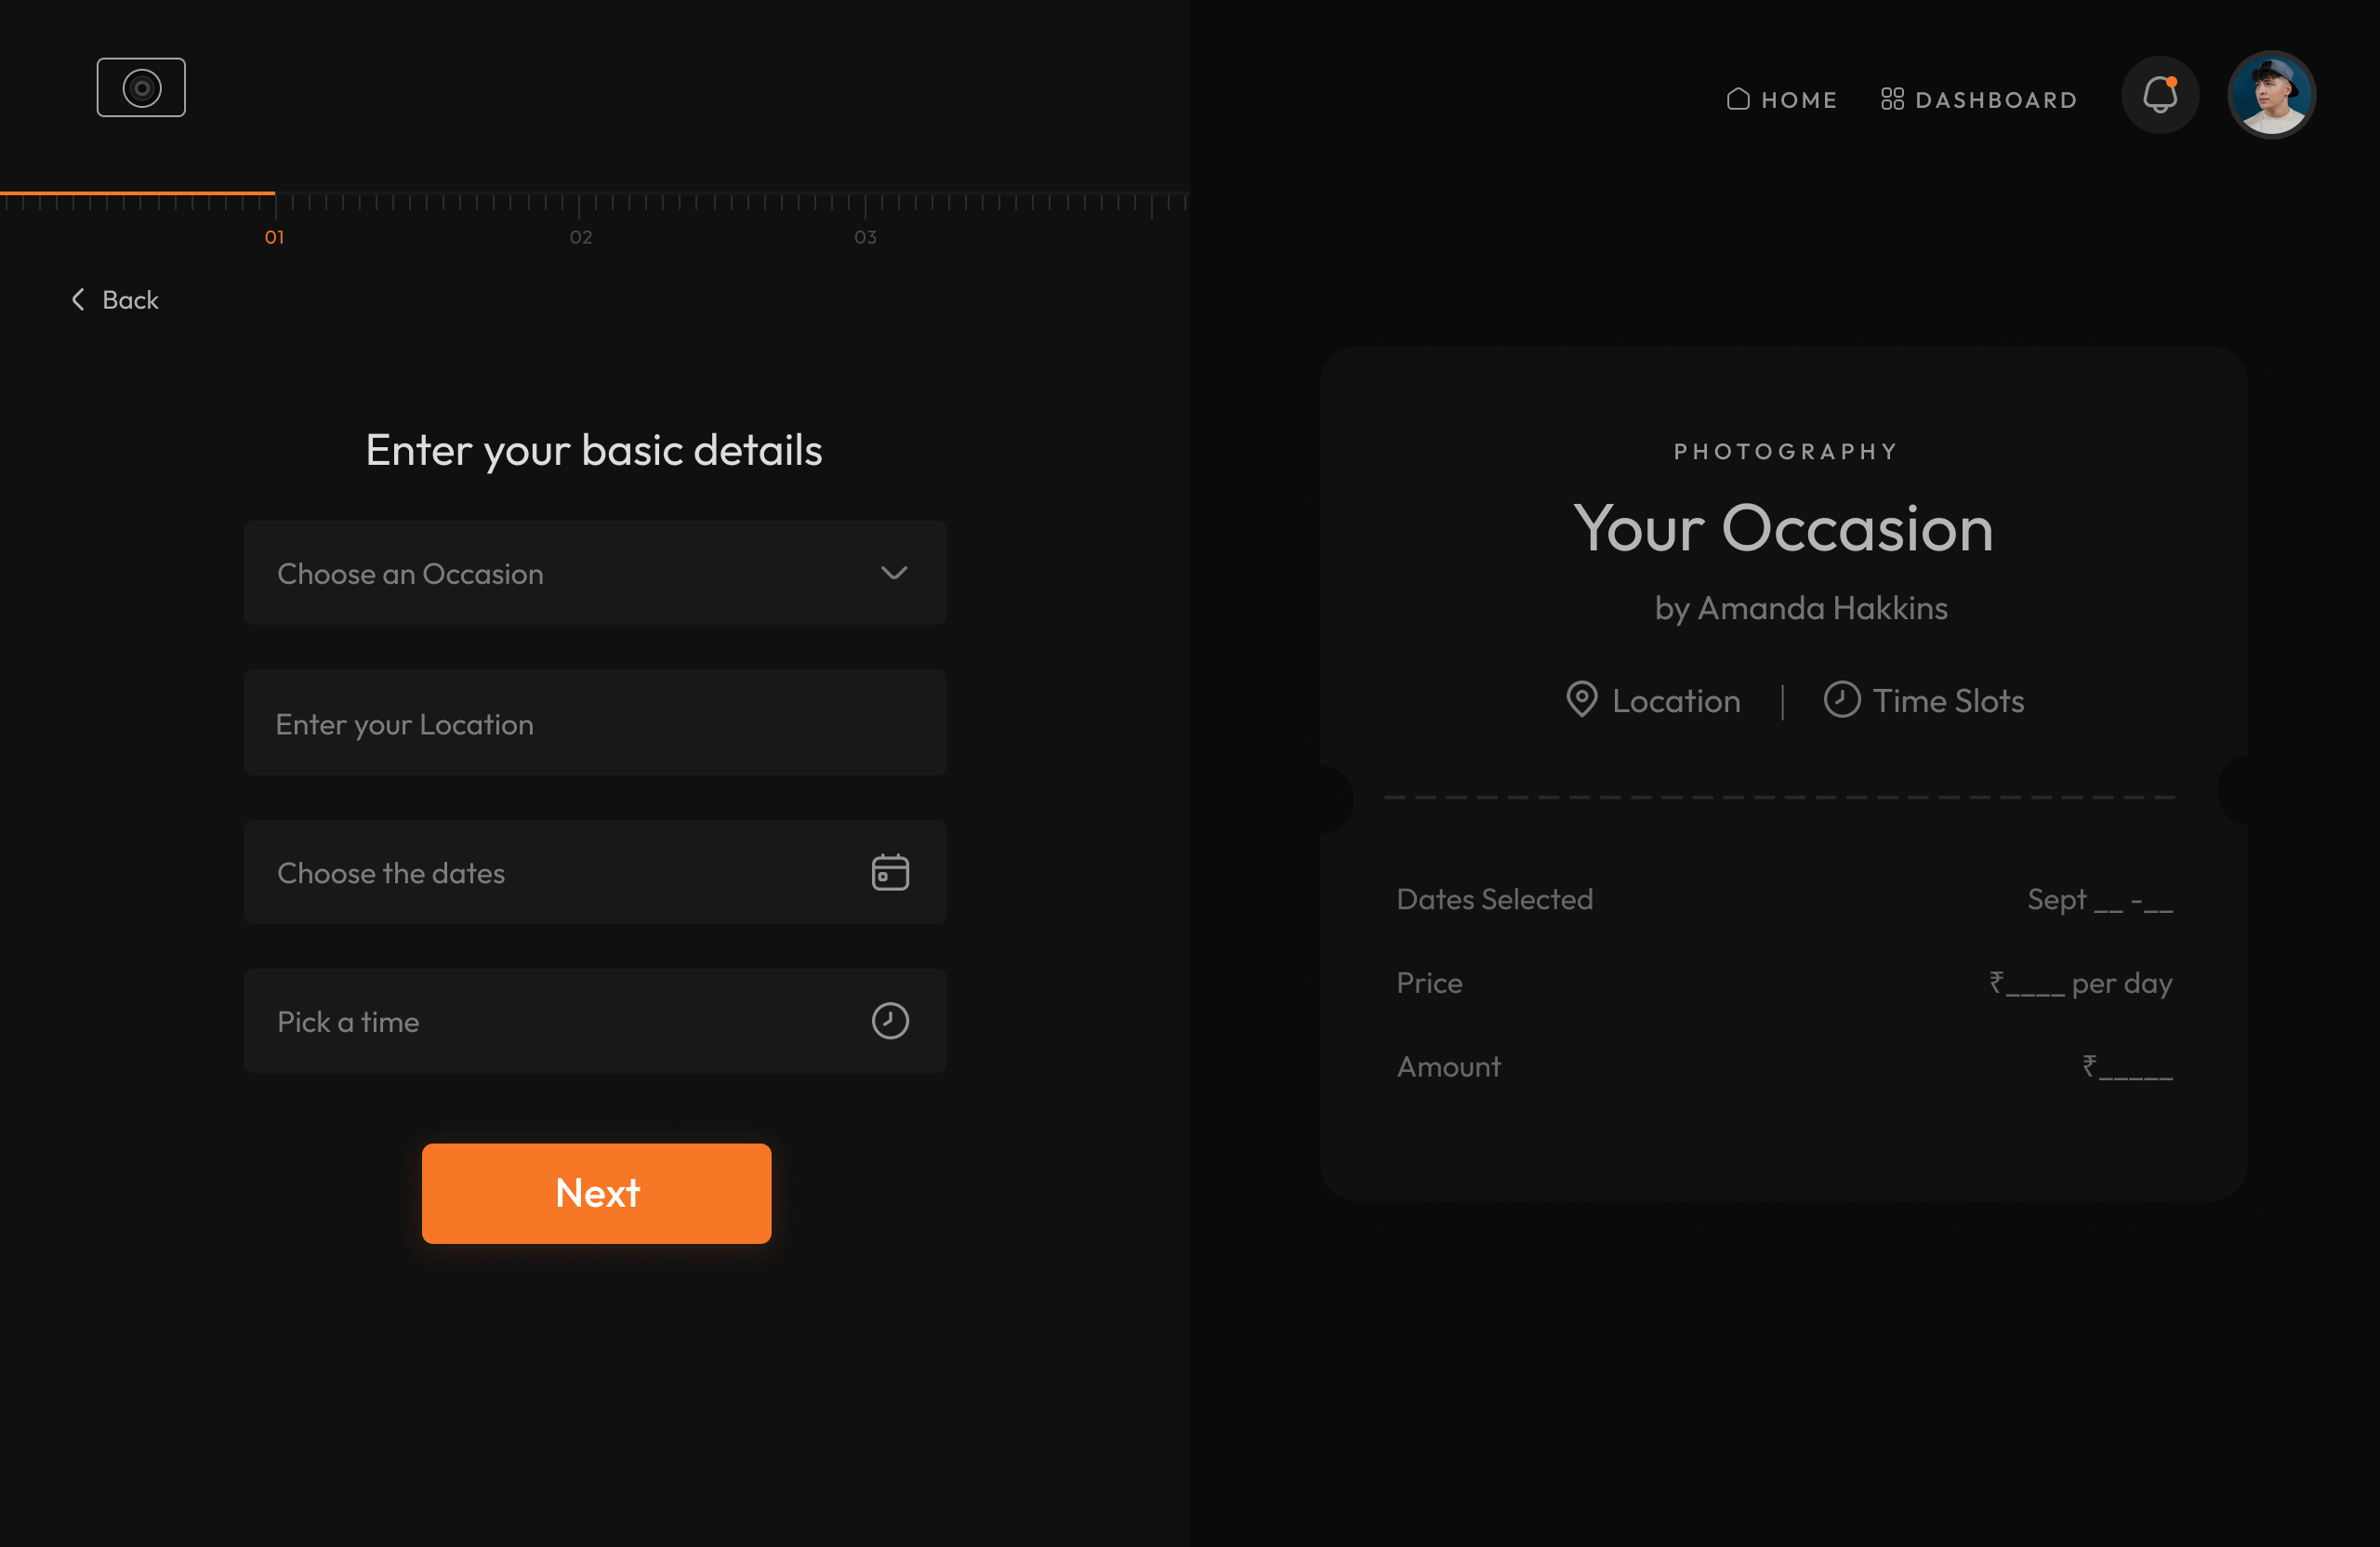 HOME
DASHBOARD
01
02
03
Back
Enter your basic details
Choose an Occasion
Enter your Location
Choose the dates
Pick a time
Next
PHOTOGRAPHY
Your Occasion
by Amanda Hakkins
Location | Time Slots
Dates Selected
Sept __ -__
Price
₹____ per day
Amount
₹_____